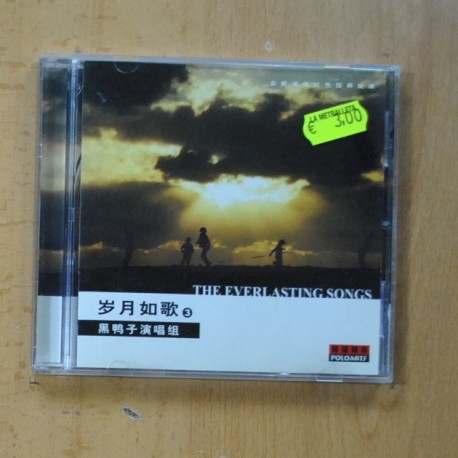 LA METRALLETA
€ 3,00
THE EVERLASTING SONGS
岁月如歌 3
黑鸭子演唱组
POLOARTS